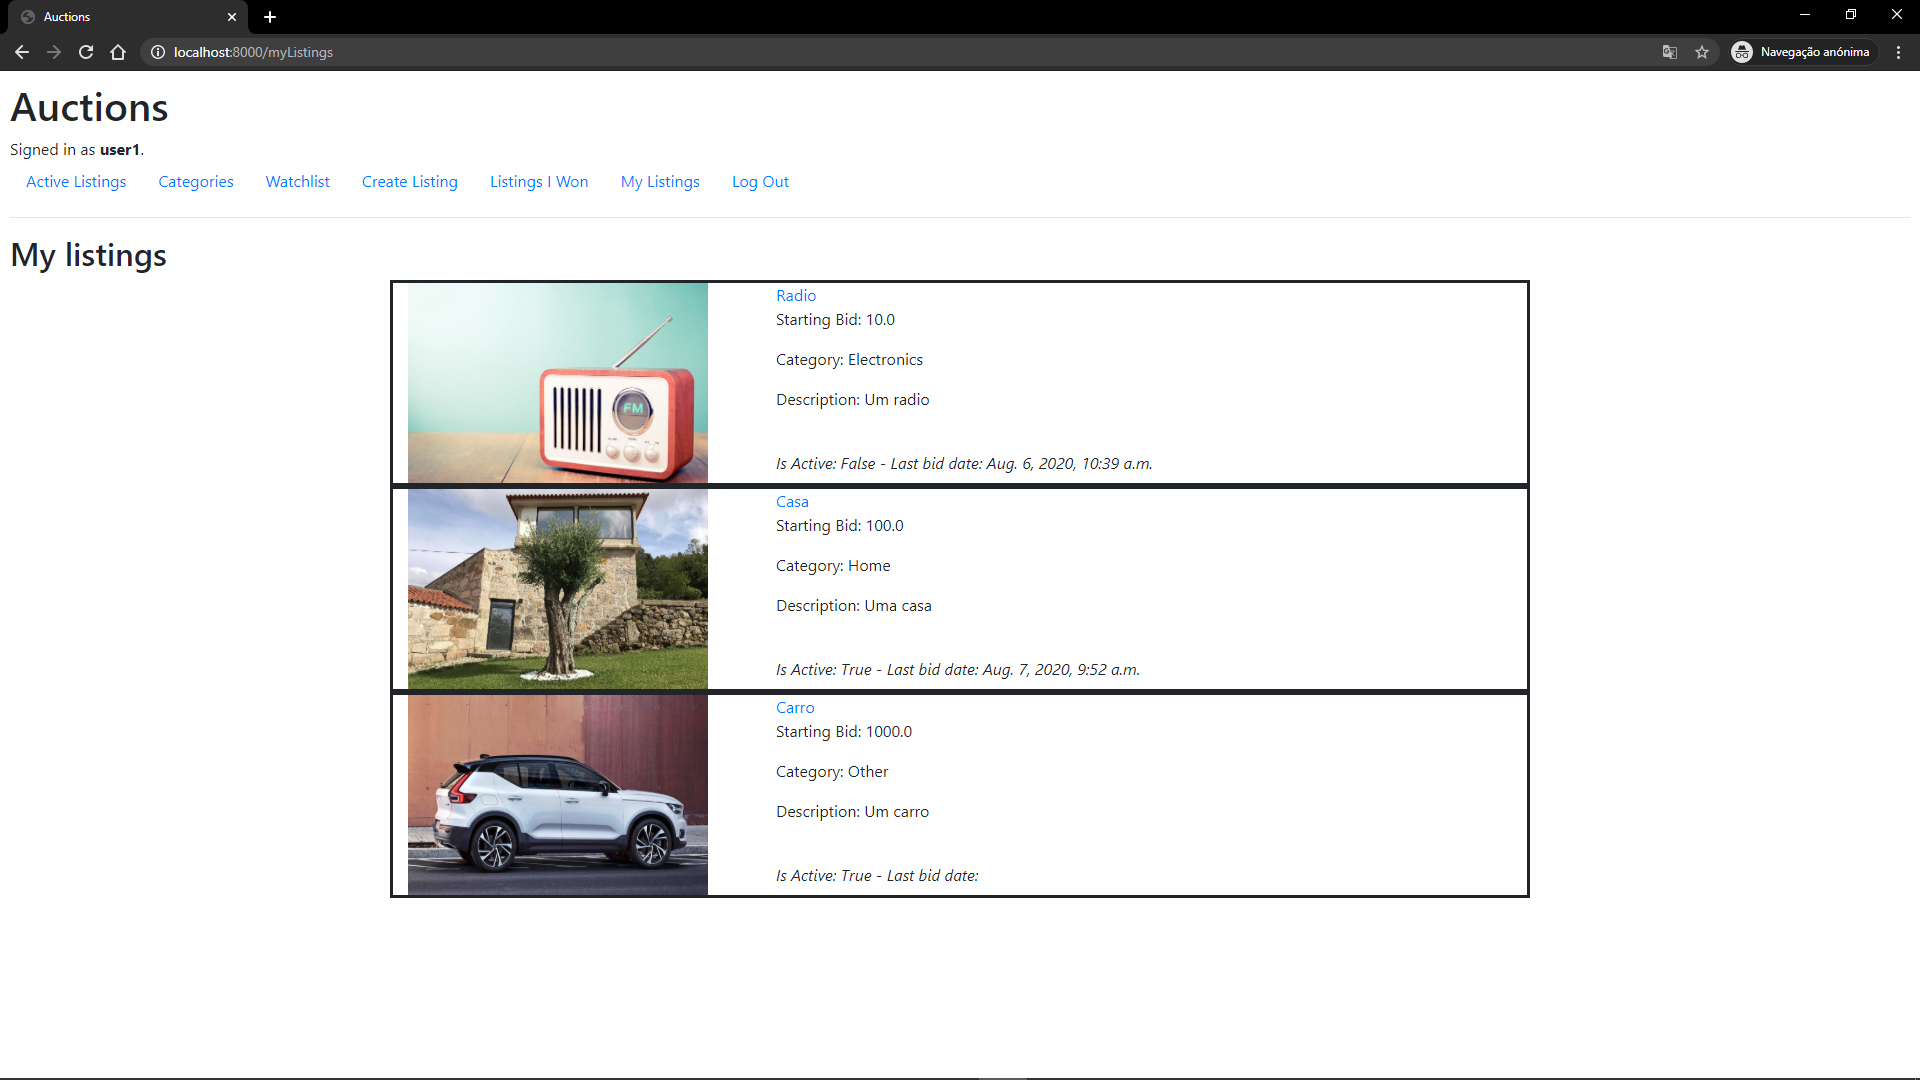 Auctions
localhost:8000/myListings
Navegação anónima
Auctions
Signed in as user1.
Active Listings Categories Watchlist Create Listing Listings I Won My Listings Log Out
My listings
FM
Radio
Starting Bid: 10.0
Category: Electronics
Description: Um radio
Is Active: False - Last bid date: Aug. 6, 2020, 10:39 a.m.
Casa
Starting Bid: 100.0
Category: Home
Description: Uma casa
Is Active: True - Last bid date: Aug. 7, 2020, 9:52 a.m.
Carro
Starting Bid: 1000.0
Category: Other
Description: Um carro
Is Active: True - Last bid date: